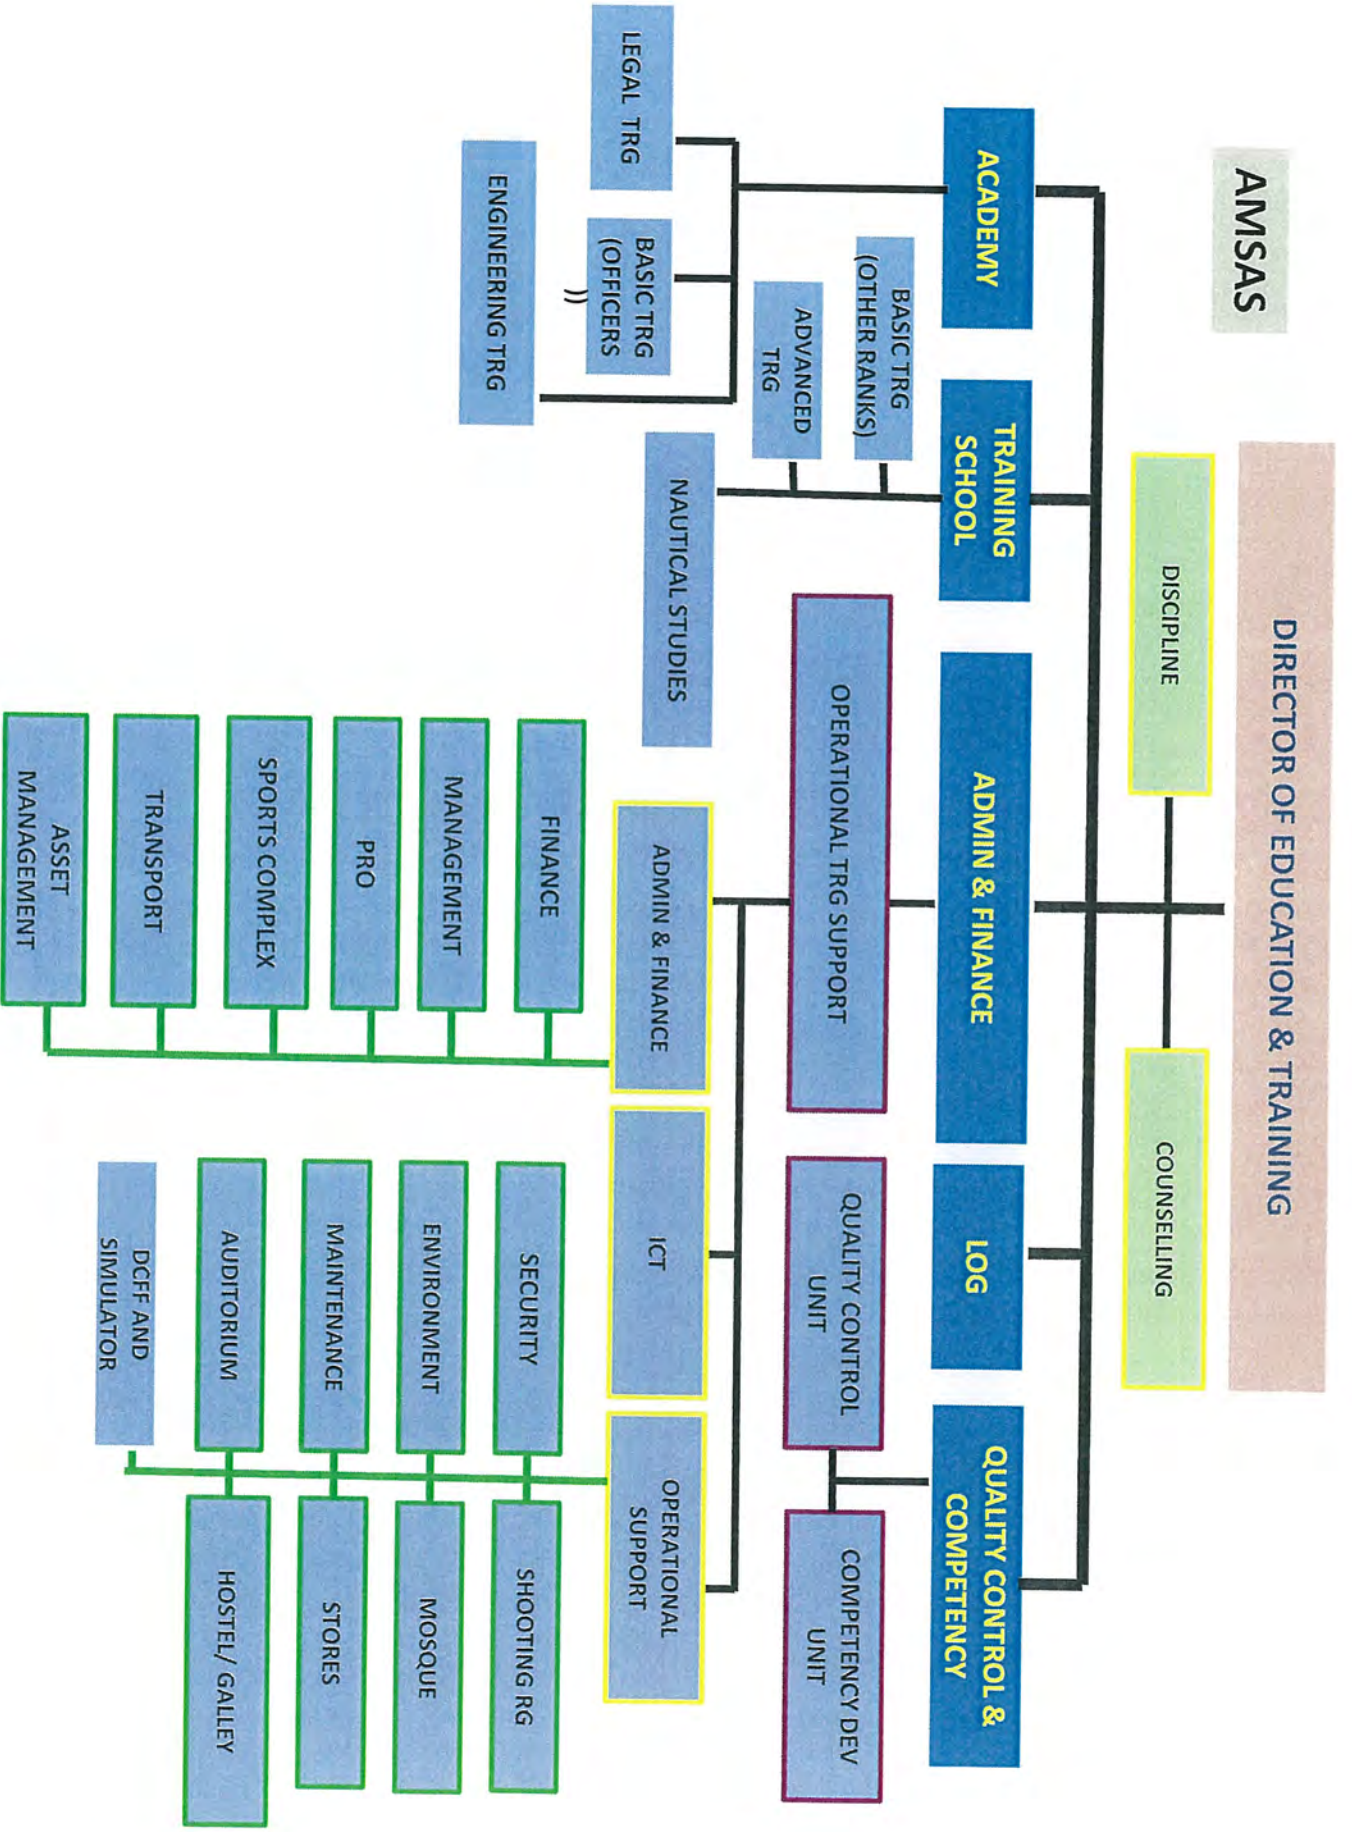 AMSAS
DIRECTOR OF EDUCATION & TRAINING
DISCIPLINE
COUNSELLING
ACADEMY
TRAINING
SCHOOL
ADMIN & FINANCE
LOG
QUALITY CONTROL &
COMPETENCY
BASIC TRG
(OTHER RANKS)
ADVANCED
TRG
NAUTICAL STUDIES
LEGAL TRG
BASIC TRG
(OFFICERS
))
ENGINEERING TRG
OPERATIONAL TRG SUPPORT
QUALITY CONTROL
UNIT
COMPETENCY DEV
UNIT
ADMIN & FINANCE
ICT
OPERATIONAL
SUPPORT
FINANCE
MANAGEMENT
PRO
SPORTS COMPLEX
TRANSPORT
ASSET
MANAGEMENT
SECURITY
SHOOTING RG
ENVIRONMENT
MOSQUE
MAINTENANCE
STORES
AUDITORIUM
HOSTEL/ GALLEY
DCFF AND
SIMULATOR